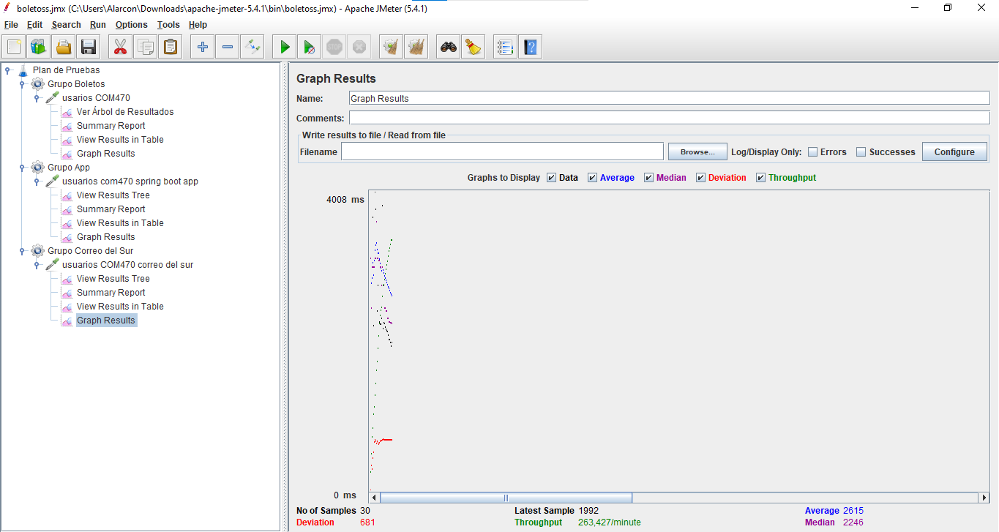 boletoss.jmx (C:\Users\Alarcon\Downloads\apache-jmeter-5.4.1\bin\boletoss.jmx) - Apache JMeter (5.4.1)
File Edit Search Run Options Tools Help
STOP
Plan de Pruebas
Grupo Boletos
usarios COM470
Ver Árbol de Resultados
Summary Report
View Results in Table
Graph Results
Grupo App
usuarios com470 spring boot app
View Results Tree
Summary Report
View Results in Table
Graph Results
Grupo Correo del Sur
usuarios COM470 correo del sur
View Results Tree
Summary Report
View Results in Table
Graph Results
Graph Results
Name: Graph Results
Comments:
Write results to file / Read from file
Filename Browse... Log/Display Only: Errors Successes Configure
Graphs to Display Data Average Median Deviation Throughput
4008 ms
0 ms
No of Samples 30 Latest Sample 1992 Average 2615
Deviation 681 Throughput 263,427/minute Median 2246